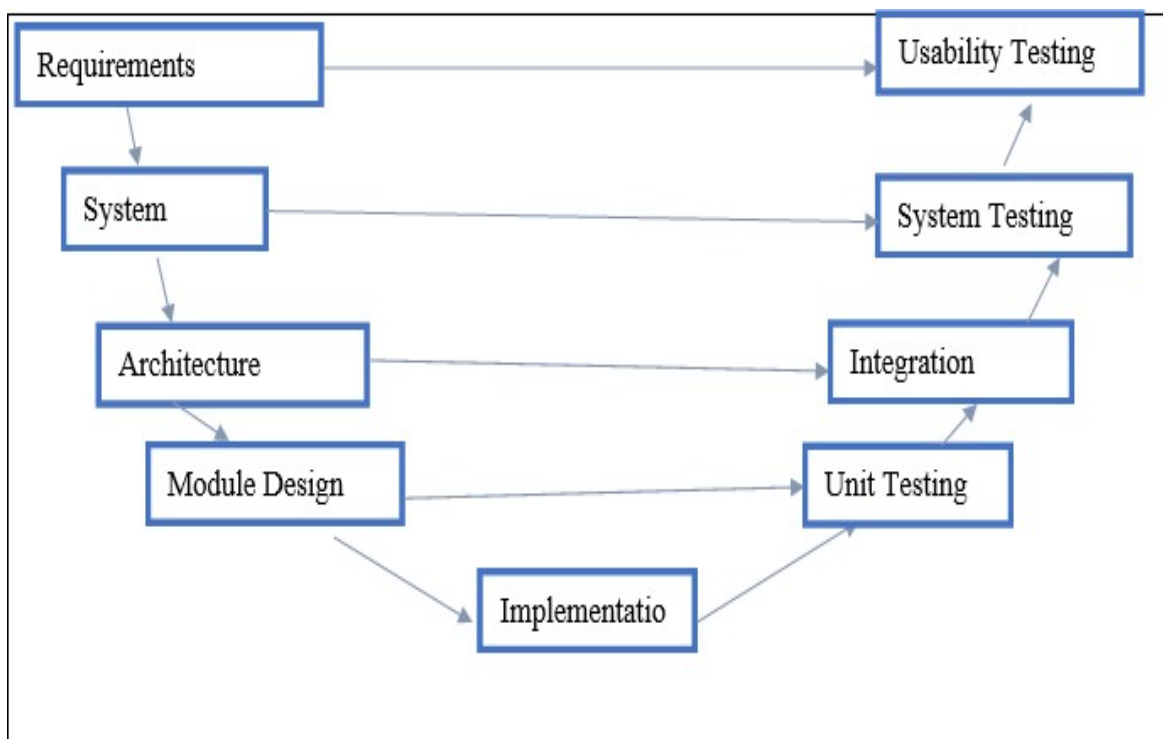 Requirements
Usability Testing
System
System Testing
Architecture
Integration
Module Design
Unit Testing
Implementatio